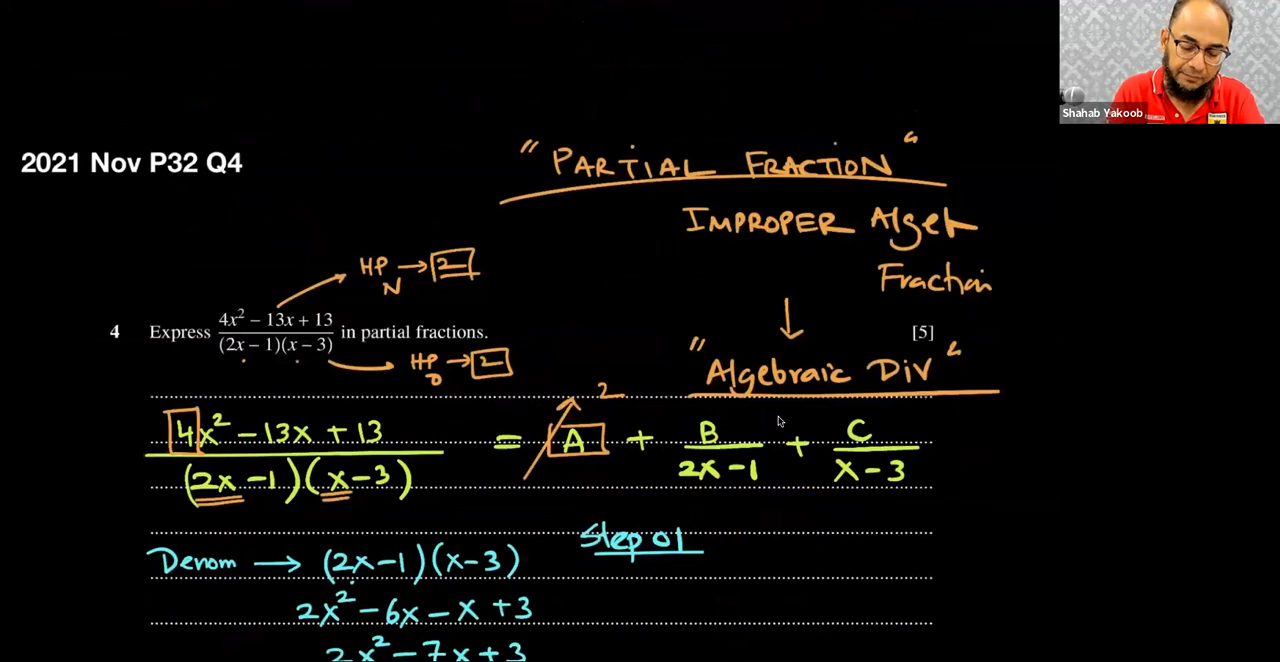 Shahab Yakoob
2021 Nov P32 Q4
"PARTIAL FRACTION"
IMPROPER Algeb
Fraction
HP N → 2
4 Express (4x² − 13x + 13)/((2x − 1)(x − 3)) in partial fractions. [5]
HP D → 2
"Algebraic Div"
2
(4x² − 13x + 13)/((2x − 1)(x − 3)) = A + B/(2x − 1) + C/(x − 3)
Step 01
Denom → (2x − 1)(x − 3)
2x² − 6x − x + 3
2x² − 7x + 3